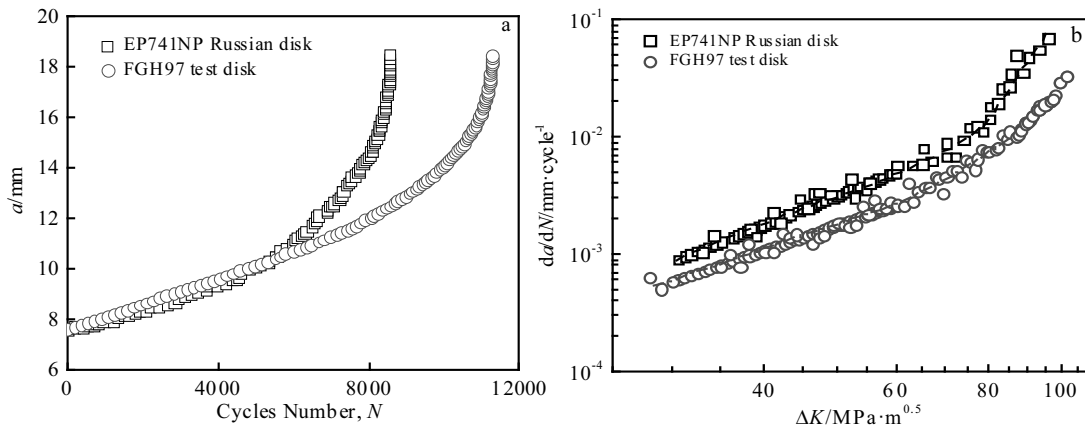 20
18
16
14
12
10
8
6
a/mm
a
EP741NP Russian disk
FGH97 test disk
0
4000
8000
12000
Cycles Number, N
10⁻¹
10⁻²
10⁻³
10⁻⁴
da/dN/mm·cycle⁻¹
b
EP741NP Russian disk
FGH97 test disk
40
60
80
100
ΔK/MPa·m⁰·⁵